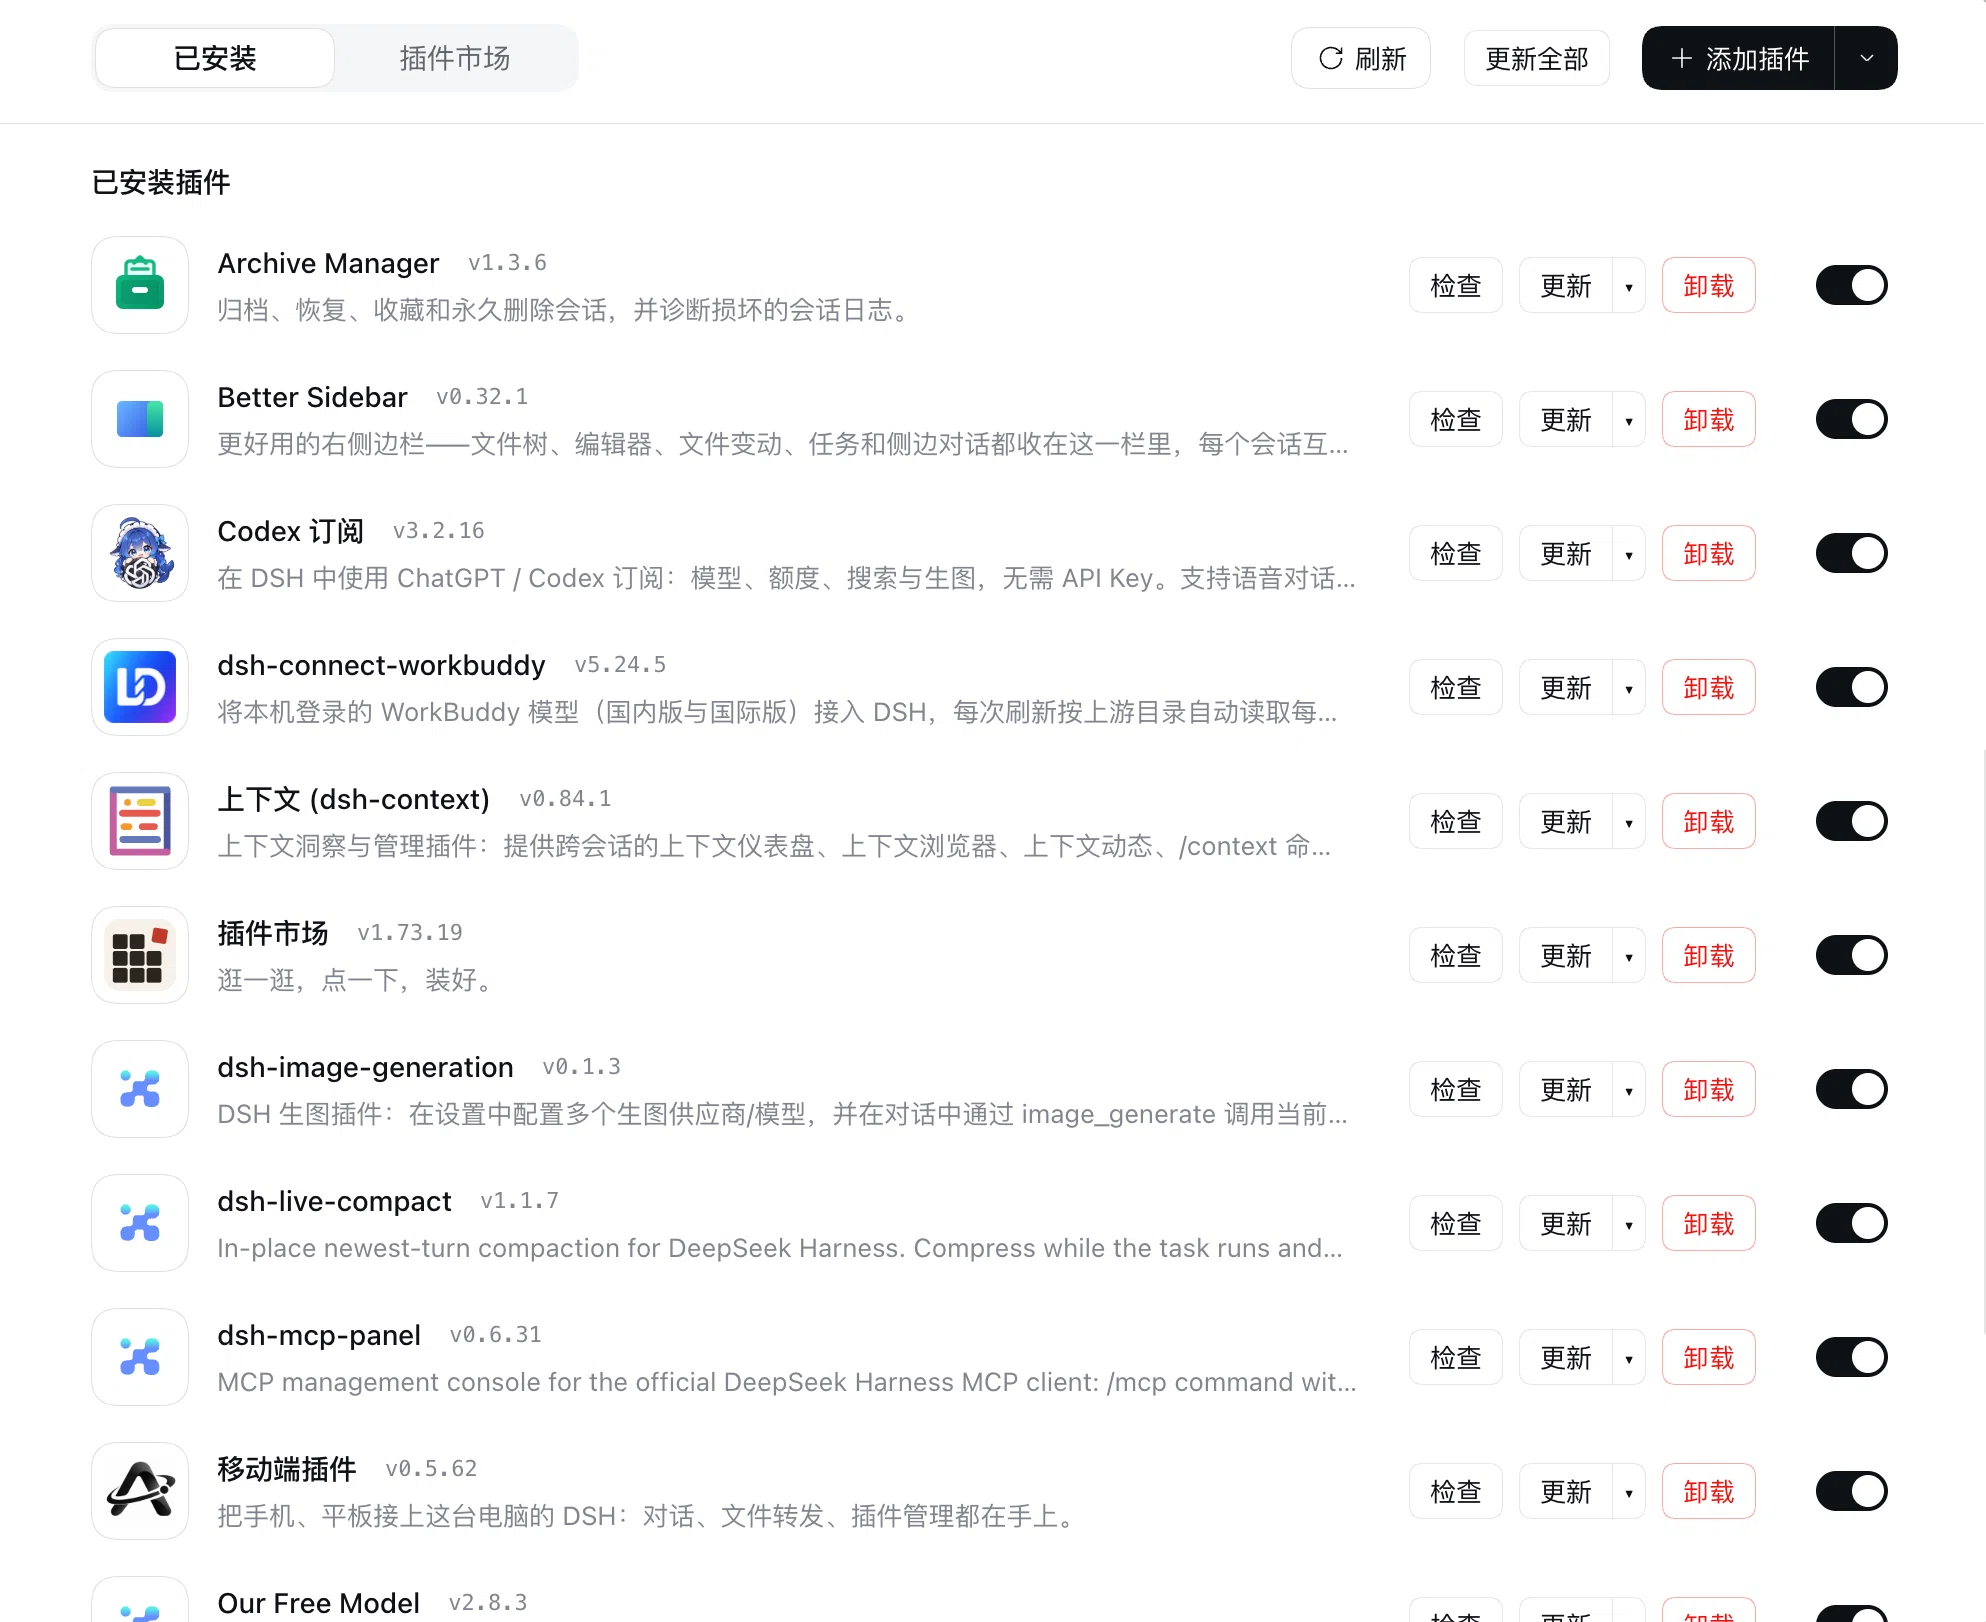 已安装
插件市场
刷新
更新全部
添加插件
已安装插件
Archive Manager v1.3.6
归档、恢复、收藏和永久删除会话，并诊断损坏的会话日志。
检查 更新 卸载
Better Sidebar v0.32.1
更好用的右侧边栏——文件树、编辑器、文件变动、任务和侧边对话都收在这一栏里，每个会话互...
检查 更新 卸载
Codex 订阅 v3.2.16
在 DSH 中使用 ChatGPT / Codex 订阅：模型、额度、搜索与生图，无需 API Key。支持语音对话...
检查 更新 卸载
dsh-connect-workbuddy v5.24.5
将本机登录的 WorkBuddy 模型（国内版与国际版）接入 DSH，每次刷新按上游目录自动读取每...
检查 更新 卸载
上下文 (dsh-context) v0.84.1
上下文洞察与管理插件：提供跨会话的上下文仪表盘、上下文浏览器、上下文动态、/context 命...
检查 更新 卸载
插件市场 v1.73.19
逛一逛，点一下，装好。
检查 更新 卸载
dsh-image-generation v0.1.3
DSH 生图插件：在设置中配置多个生图供应商/模型，并在对话中通过 image_generate 调用当前...
检查 更新 卸载
dsh-live-compact v1.1.7
In-place newest-turn compaction for DeepSeek Harness. Compress while the task runs and...
检查 更新 卸载
dsh-mcp-panel v0.6.31
MCP management console for the official DeepSeek Harness MCP client: /mcp command wit...
检查 更新 卸载
移动端插件 v0.5.62
把手机、平板接上这台电脑的 DSH：对话、文件转发、插件管理都在手上。
检查 更新 卸载
Our Free Model v2.8.3
检查 更新 卸载